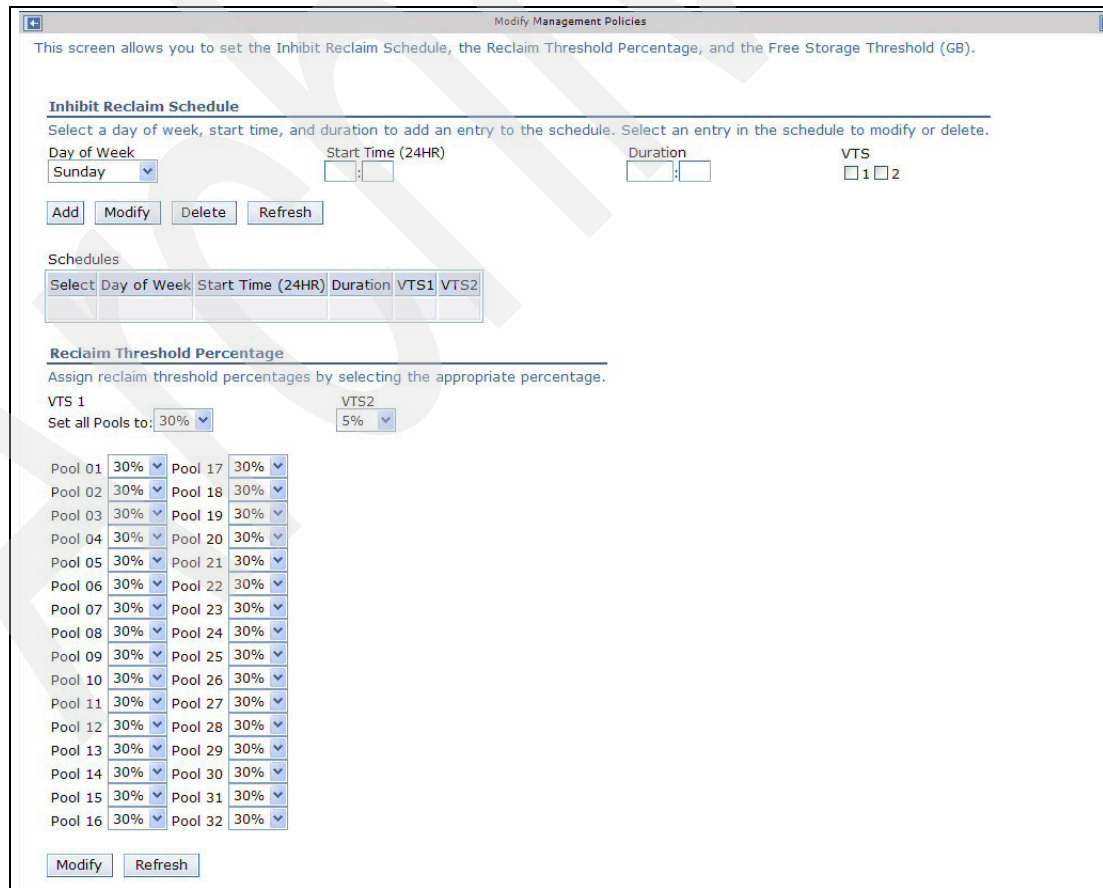 Modify Management Policies
This screen allows you to set the Inhibit Reclaim Schedule, the Reclaim Threshold Percentage, and the Free Storage Threshold (GB).
Inhibit Reclaim Schedule
Select a day of week, start time, and duration to add an entry to the schedule. Select an entry in the schedule to modify or delete.
Day of Week Start Time (24HR) Duration VTS
Sunday : : 1 2
Add Modify Delete Refresh
Schedules
Select Day of Week Start Time (24HR) Duration VTS1 VTS2
Reclaim Threshold Percentage
Assign reclaim threshold percentages by selecting the appropriate percentage.
VTS 1 VTS2
Set all Pools to: 30% 5%
Pool 01 30% Pool 17 30%
Pool 02 30% Pool 18 30%
Pool 03 30% Pool 19 30%
Pool 04 30% Pool 20 30%
Pool 05 30% Pool 21 30%
Pool 06 30% Pool 22 30%
Pool 07 30% Pool 23 30%
Pool 08 30% Pool 24 30%
Pool 09 30% Pool 25 30%
Pool 10 30% Pool 26 30%
Pool 11 30% Pool 27 30%
Pool 12 30% Pool 28 30%
Pool 13 30% Pool 29 30%
Pool 14 30% Pool 30 30%
Pool 15 30% Pool 31 30%
Pool 16 30% Pool 32 30%
Modify Refresh